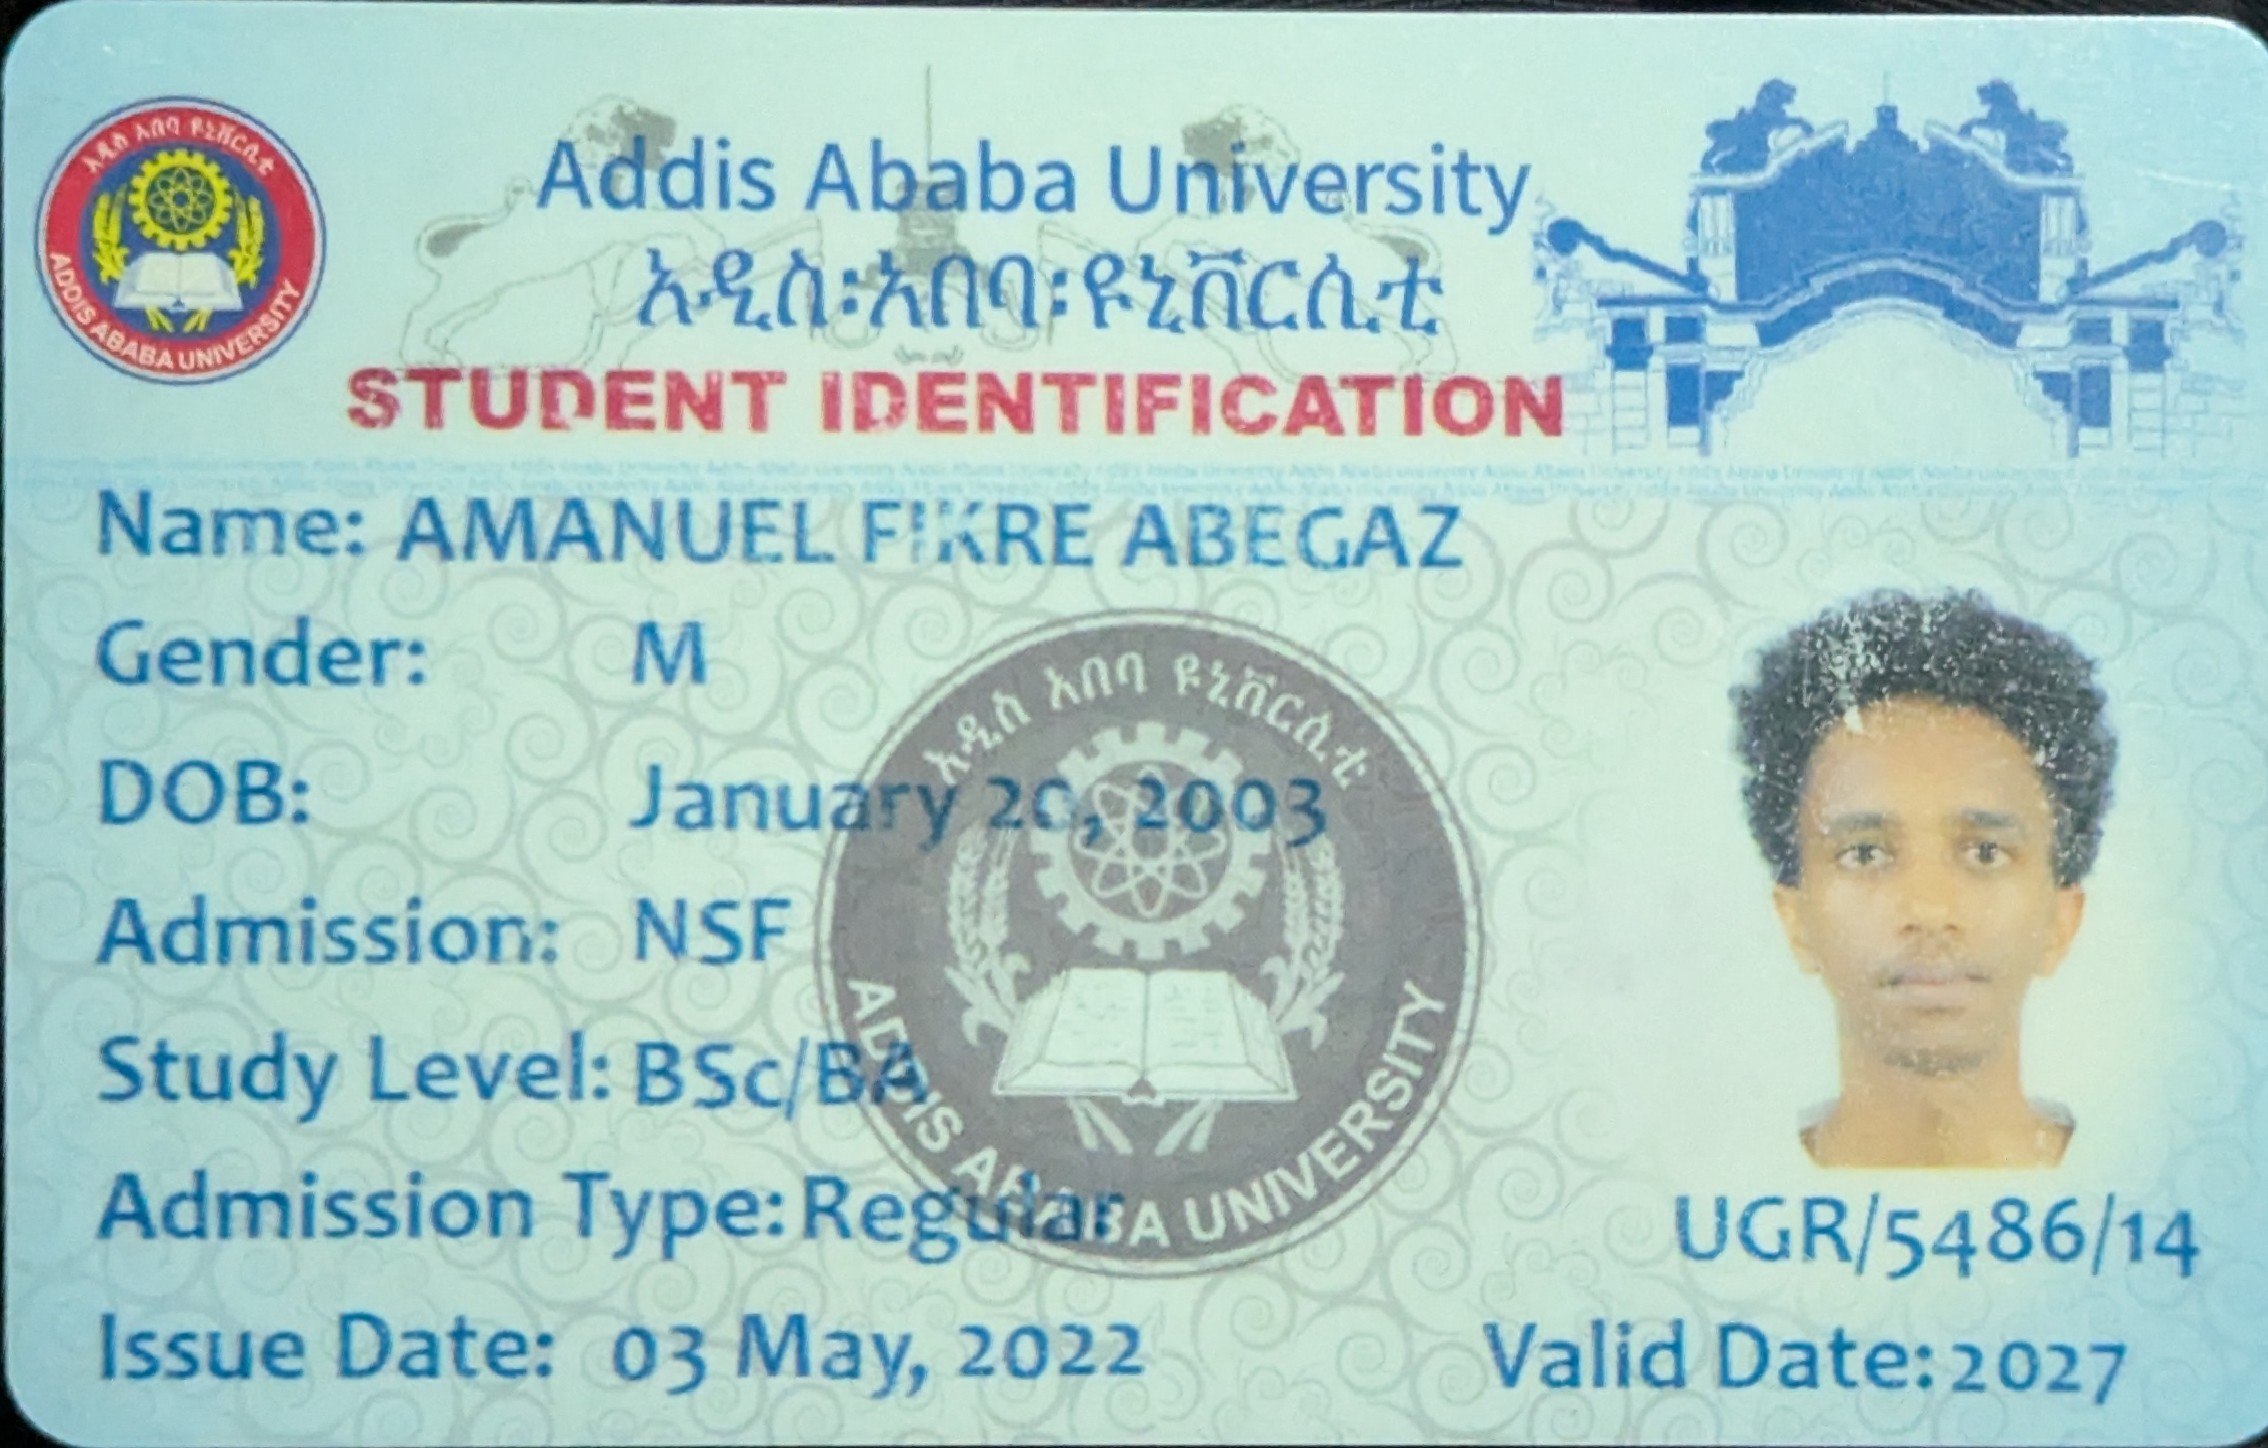 Addis Ababa University
አዲስ፡አበባ፡ዩኒቨርሲቲ
STUDENT IDENTIFICATION
አዲስ አበባ ዩኒቨርሲቲ
ADDIS ABABA UNIVERSITY
Name: AMANUEL FIKRE ABEGAZ
Gender: M
DOB: January 20, 2003
Admission: NSF
Study Level: BSc/BA
Admission Type: Regular
Issue Date: 03 May, 2022
አዲስ አበባ ዩኒቨርሲቲ
ADDIS ABABA UNIVERSITY
UGR/5486/14
Valid Date: 2027